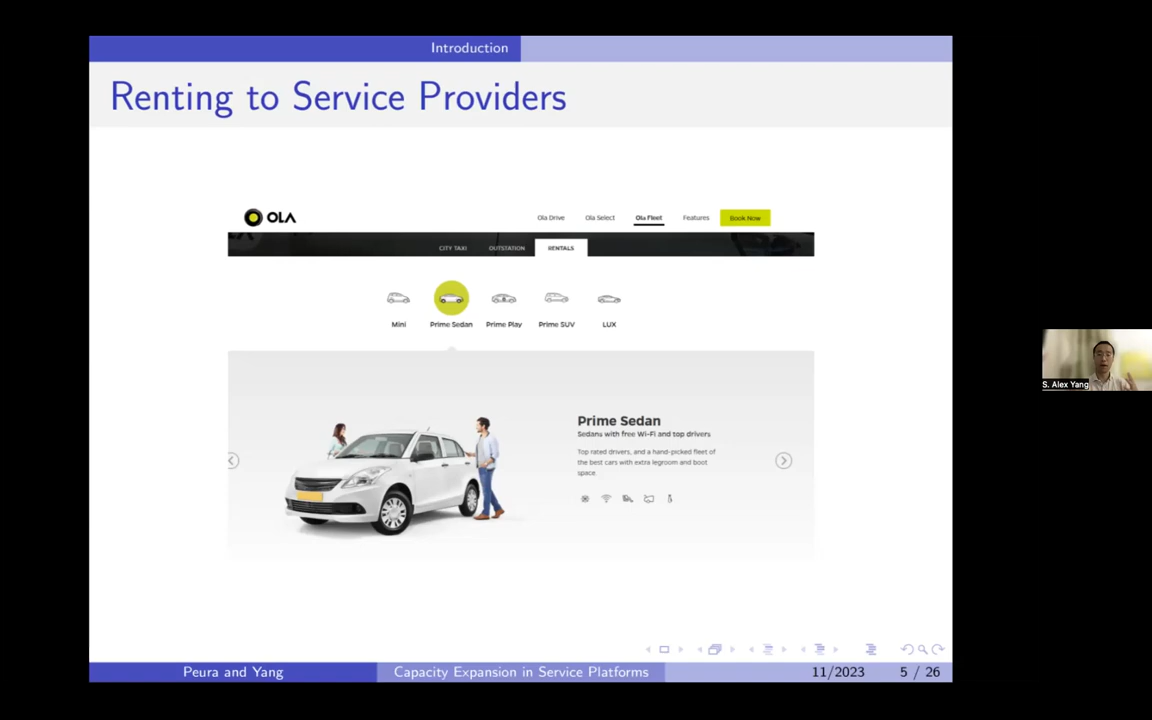 Introduction
Renting to Service Providers
OLA
Ola Drive
Ola Select
Ola Fleet
Features
Book Now
CITY TAXI
OUTSTATION
RENTALS
Mini
Prime Sedan
Prime Play
Prime SUV
LUX
Prime Sedan
Sedans with free Wi-Fi and top drivers
Top rated drivers, and a hand-picked fleet of
the best cars with extra legroom and boot
space.
S. Alex Yang
Peura and Yang
Capacity Expansion in Service Platforms
11/2023
5 / 26